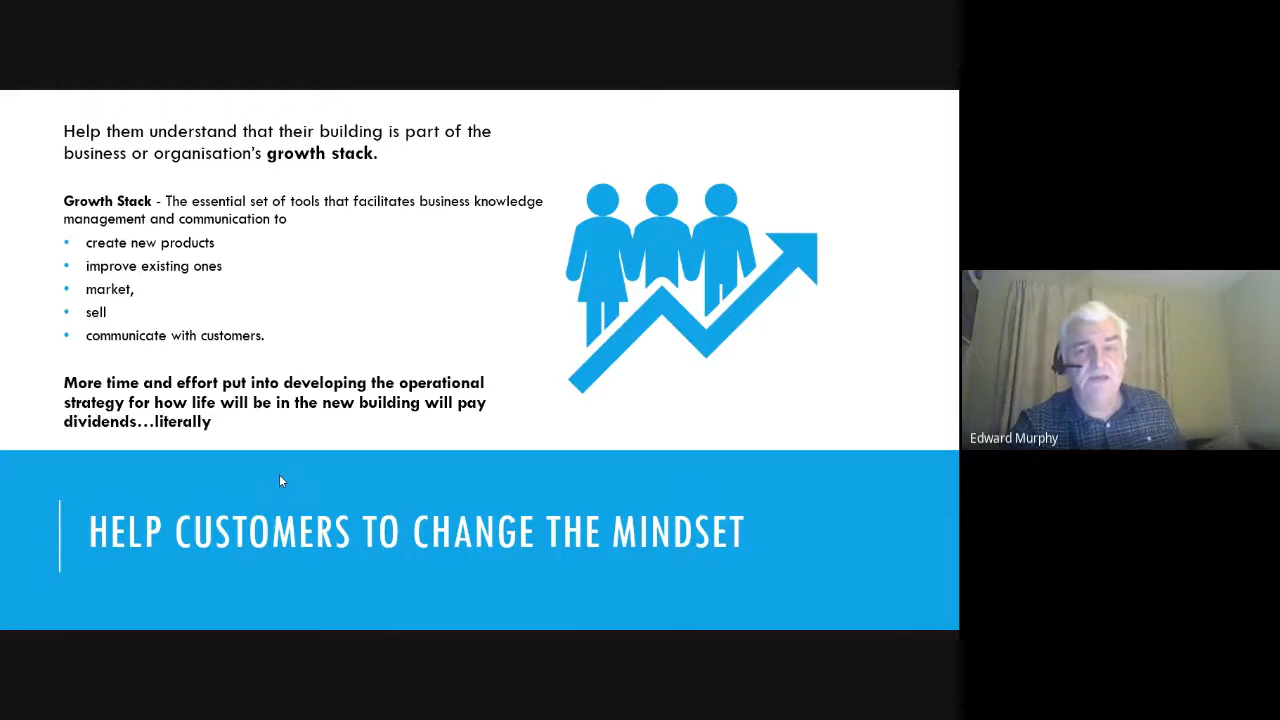 Help them understand that their building is part of the
business or organisation's growth stack.
Growth Stack - The essential set of tools that facilitates business knowledge
management and communication to
• create new products
• improve existing ones
• market,
• sell
• communicate with customers.
More time and effort put into developing the operational
strategy for how life will be in the new building will pay
dividends...literally
HELP CUSTOMERS TO CHANGE THE MINDSET
Edward Murphy